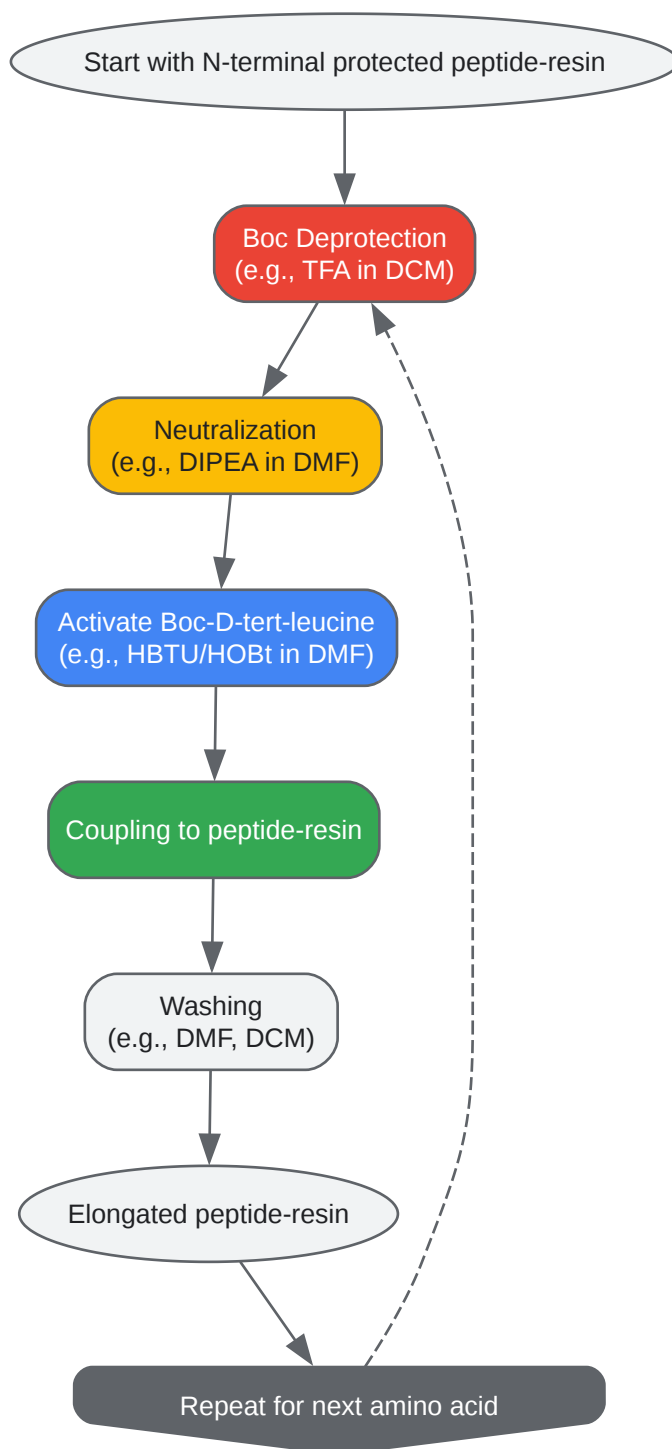 Start with N-terminal protected peptide-resin
Boc Deprotection
(e.g., TFA in DCM)
Neutralization
(e.g., DIPEA in DMF)
Activate Boc-D-tert-leucine
(e.g., HBTU/HOBt in DMF)
Coupling to peptide-resin
Washing
(e.g., DMF, DCM)
Elongated peptide-resin
Repeat for next amino acid